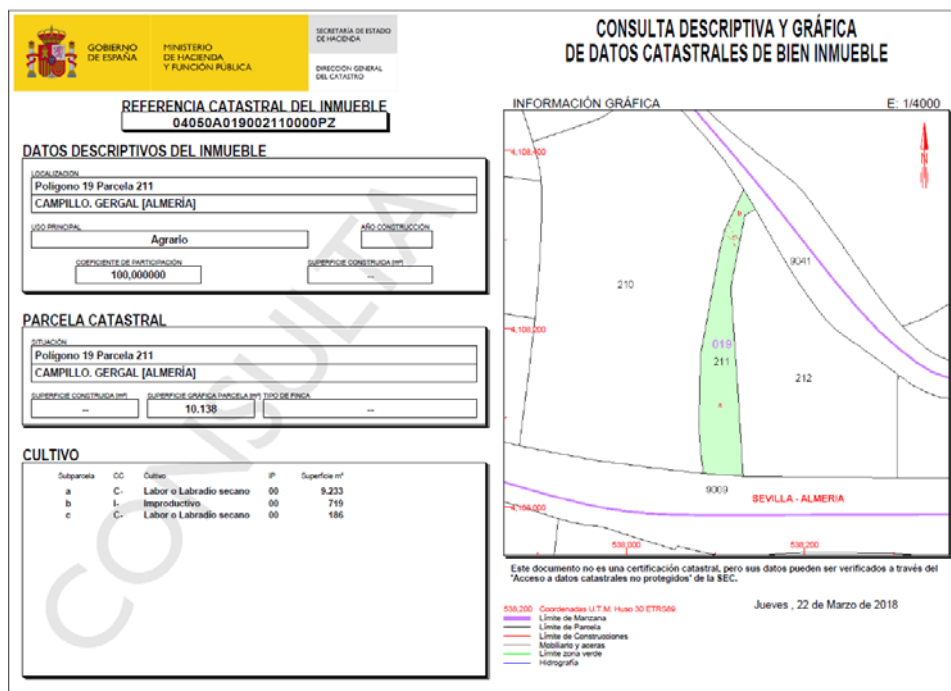 GOBIERNO
DE ESPAÑA
MINISTERIO
DE HACIENDA
Y FUNCIÓN PÚBLICA
SECRETARÍA DE ESTADO
DE HACIENDA
DIRECCIÓN GENERAL
DEL CATASTRO
REFERENCIA CATASTRAL DEL INMUEBLE
04050A019002110000PZ
DATOS DESCRIPTIVOS DEL INMUEBLE
LOCALIZACIÓN
Polígono 19 Parcela 211
CAMPILLO. GERGAL [ALMERÍA]
USO PRINCIPAL
Agrario
AÑO CONSTRUCCIÓN
COEFICIENTE DE PARTICIPACIÓN
100,000000
SUPERFICIE CONSTRUIDA [m²]
--
PARCELA CATASTRAL
SITUACIÓN
Polígono 19 Parcela 211
CAMPILLO. GERGAL [ALMERÍA]
SUPERFICIE CONSTRUIDA [m²]
--
SUPERFICIE GRÁFICA PARCELA [m²]
10.138
TIPO DE FINCA
--
CULTIVO
Subparcela CC Cultivo IP Superficie m²
a C- Labor o Labradío secano 00 9.233
b I- Improductivo 00 719
c C- Labor o Labradío secano 00 186
CONSULTA
CONSULTA DESCRIPTIVA Y GRÁFICA
DE DATOS CATASTRALES DE BIEN INMUEBLE
INFORMACIÓN GRÁFICA E: 1/4000
4,108,400
9041
210
4,108,200
019
211
212
a
9009
SEVILLA - ALMERIA
4,108,000
538,000
538,200
Este documento no es una certificación catastral, pero sus datos pueden ser verificados a través del
"Acceso a datos catastrales no protegidos" de la SEC.
538,200 Coordenadas U.T.M. Huso 30 ETRS89
Límite de Manzana
Límite de Parcela
Límite de Construcciones
Mobiliario y aceras
Límite zona verde
Hidrografía
Jueves , 22 de Marzo de 2018